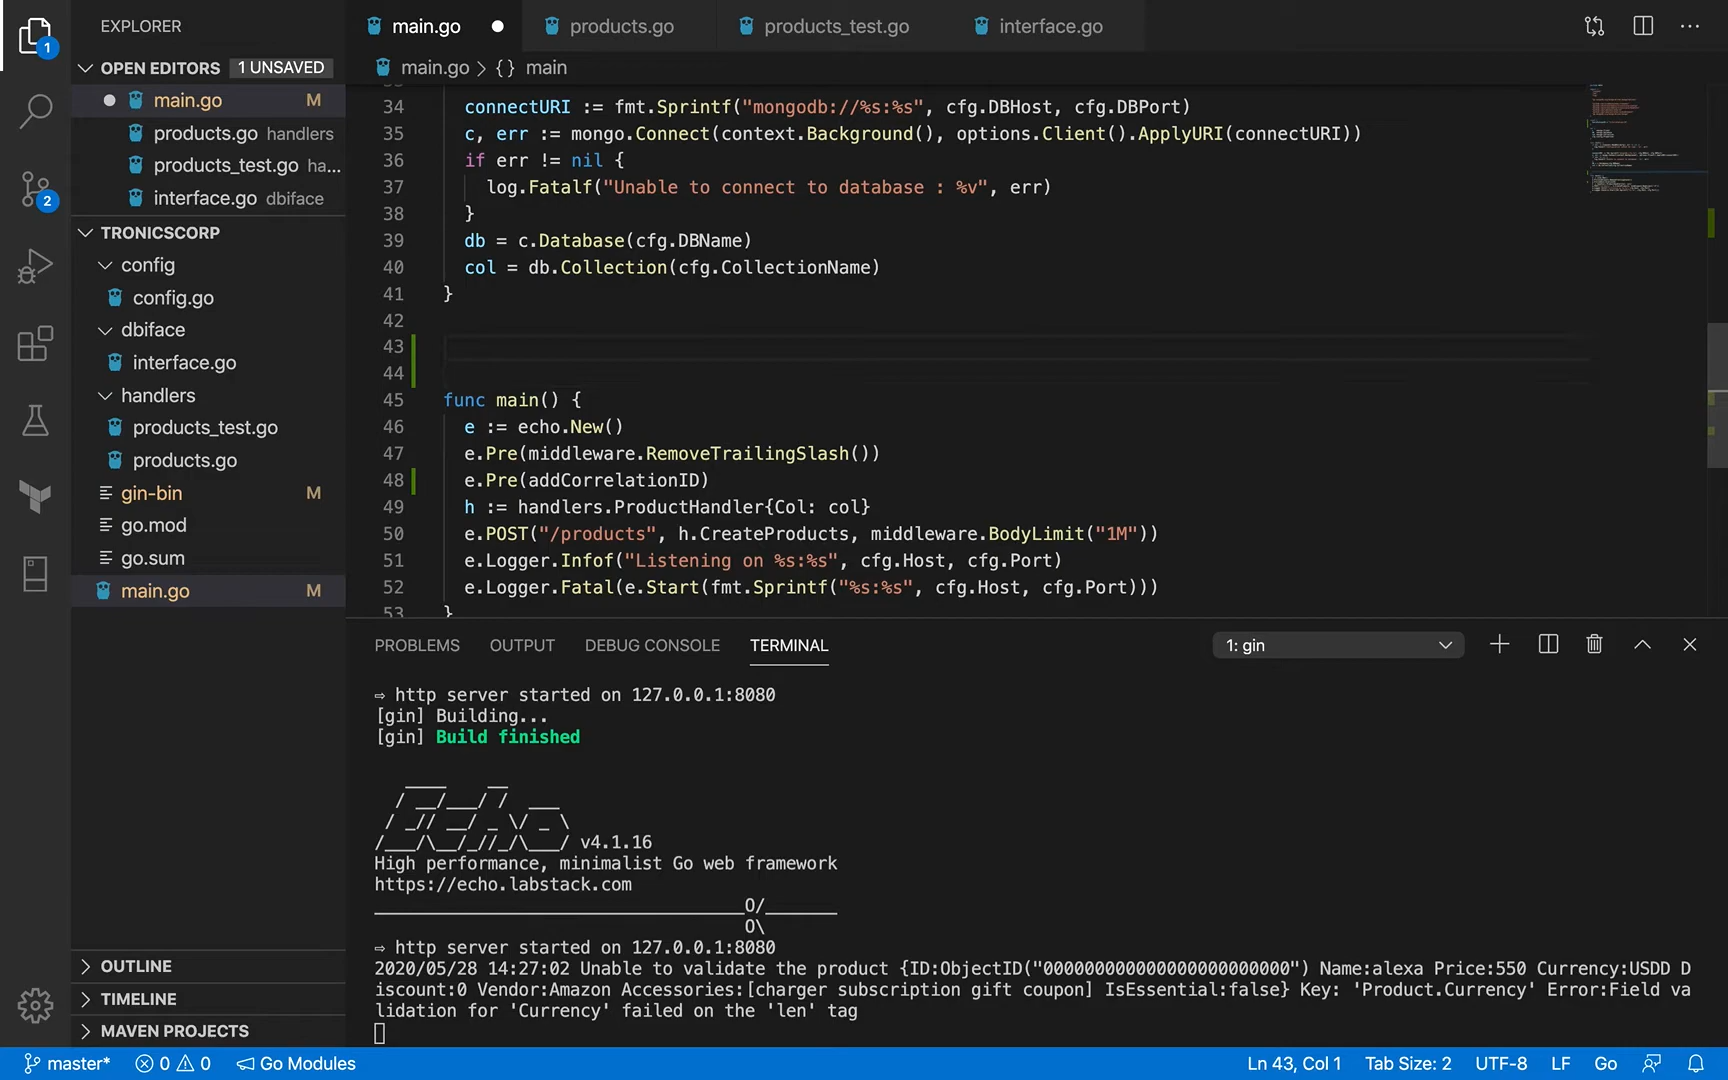 EXPLORER
main.go
products.go
products_test.go
interface.go
1
OPEN EDITORS 1 UNSAVED
main.go > {} main
main.go M
products.go handlers
products_test.go ha...
interface.go dbiface
2
TRONICSCORP
config
config.go
dbiface
interface.go
handlers
products_test.go
products.go
gin-bin M
go.mod
go.sum
main.go M
OUTLINE
TIMELINE
MAVEN PROJECTS
34 connectURI := fmt.Sprintf("mongodb://%s:%s", cfg.DBHost, cfg.DBPort)
35 c, err := mongo.Connect(context.Background(), options.Client().ApplyURI(connectURI))
36 if err != nil {
37 log.Fatalf("Unable to connect to database : %v", err)
38 }
39 db = c.Database(cfg.DBName)
40 col = db.Collection(cfg.CollectionName)
41 }
42
43
44
45 func main() {
46 e := echo.New()
47 e.Pre(middleware.RemoveTrailingSlash())
48 e.Pre(addCorrelationID)
49 h := handlers.ProductHandler{Col: col}
50 e.POST("/products", h.CreateProducts, middleware.BodyLimit("1M"))
51 e.Logger.Infof("Listening on %s:%s", cfg.Host, cfg.Port)
52 e.Logger.Fatal(e.Start(fmt.Sprintf("%s:%s", cfg.Host, cfg.Port)))
53 }
PROBLEMS OUTPUT DEBUG CONSOLE TERMINAL
1: gin
⇨ http server started on 127.0.0.1:8080
[gin] Building...
[gin] Build finished
Echo
v4.1.16
High performance, minimalist Go web framework
https://echo.labstack.com
____________________________________O/_______
O\
⇨ http server started on 127.0.0.1:8080
2020/05/28 14:27:02 Unable to validate the product {ID:ObjectID("000000000000000000000000") Name:alexa Price:550 Currency:USDD D
iscount:0 Vendor:Amazon Accessories:[charger subscription gift coupon] IsEssential:false} Key: 'Product.Currency' Error:Field va
lidation for 'Currency' failed on the 'len' tag
master* 0 0 Go Modules
Ln 43, Col 1 Tab Size: 2 UTF-8 LF Go